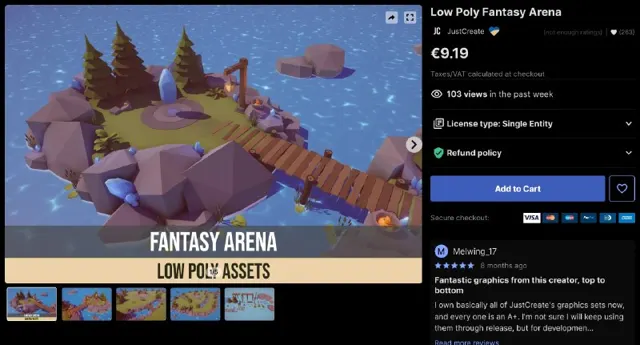 Low Poly Fantasy Arena
JC JustCreate
(not enough ratings) (263)
€9.19
Taxes/VAT calculated at checkout
103 views in the past week
License type: Single Entity
Refund policy
Add to Cart
Secure checkout:
VISA
FANTASY ARENA
LOW POLY ASSETS
1/5
M Melwing_17
8 months ago
Fantastic graphics from this creator, top to
bottom
I own basically all of JustCreate's graphics sets now,
and every one is an A+. I'm not sure I will keep using
them through release, but for developmen...
Read more reviews